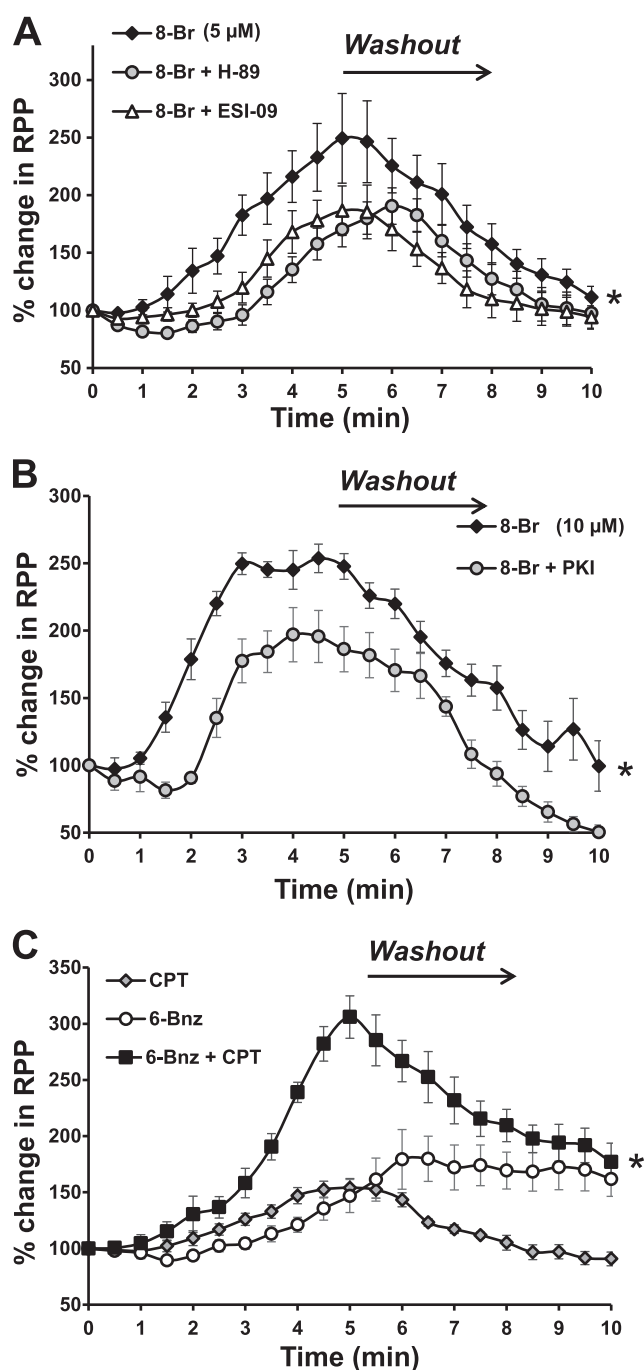 A
8-Br (5 µM)
8-Br + H-89
8-Br + ESI-09
Washout
% change in RPP
300
250
200
150
100
50
0 1 2 3 4 5 6 7 8 9 10
*
Time (min)
B
Washout
8-Br (10 µM)
8-Br + PKI
% change in RPP
300
250
200
150
100
50
0 1 2 3 4 5 6 7 8 9 10
*
Time (min)
C
CPT
6-Bnz
6-Bnz + CPT
Washout
% change in RPP
350
300
250
200
150
100
50
0 1 2 3 4 5 6 7 8 9 10
*
Time (min)